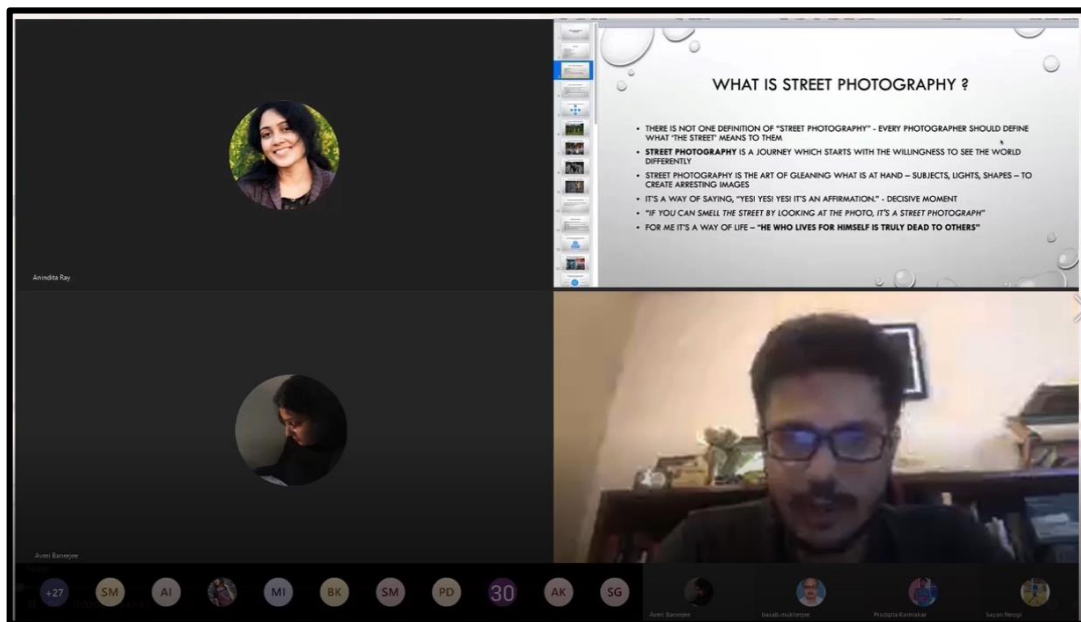 WHAT IS STREET PHOTOGRAPHY ?
• THERE IS NOT ONE DEFINITION OF "STREET PHOTOGRAPHY" - EVERY PHOTOGRAPHER SHOULD DEFINE
WHAT 'THE STREET' MEANS TO THEM
• STREET PHOTOGRAPHY IS A JOURNEY WHICH STARTS WITH THE WILLINGNESS TO SEE THE WORLD
DIFFERENTLY
• STREET PHOTOGRAPHY IS THE ART OF GLEANING WHAT IS AT HAND – SUBJECTS, LIGHTS, SHAPES – TO
CREATE ARRESTING IMAGES
• IT'S A WAY OF SAYING, "YES! YES! YES! IT'S AN AFFIRMATION." - DECISIVE MOMENT
• "IF YOU CAN SMELL THE STREET BY LOOKING AT THE PHOTO, IT'S A STREET PHOTOGRAPH"
• FOR ME IT'S A WAY OF LIFE – "HE WHO LIVES FOR HIMSELF IS TRULY DEAD TO OTHERS"
Anindita Ray
Averi Banerjee
+27 SM AI MI BK SM PD 30 AK SG
Averi Banerjee basab mukherjee Pradipta Karmakar Sayan Neogi